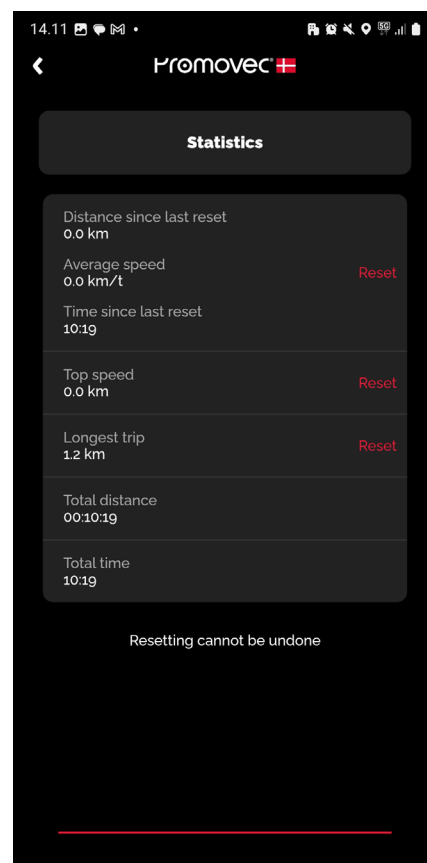 14.11
Promovec
Statistics
Distance since last reset
0.0 km
Average speed
0.0 km/t
Reset
Time since last reset
10:19
Top speed
0.0 km
Reset
Longest trip
1.2 km
Reset
Total distance
00:10:19
Total time
10:19
Resetting cannot be undone